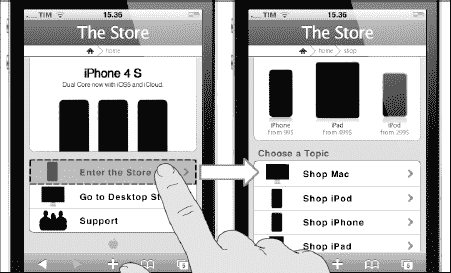 TIM 15.36
The Store
home
iPhone 4 S
Dual Core now with iOS5 and iCloud.
Enter the Store
Go to Desktop St
Support
TIM 15.36
The Store
home shop
iPhone
from 99$
iPad
from 499$
iPod
from 299$
Choose a Topic
Shop Mac
Shop iPod
Shop iPhone
Shop iPad